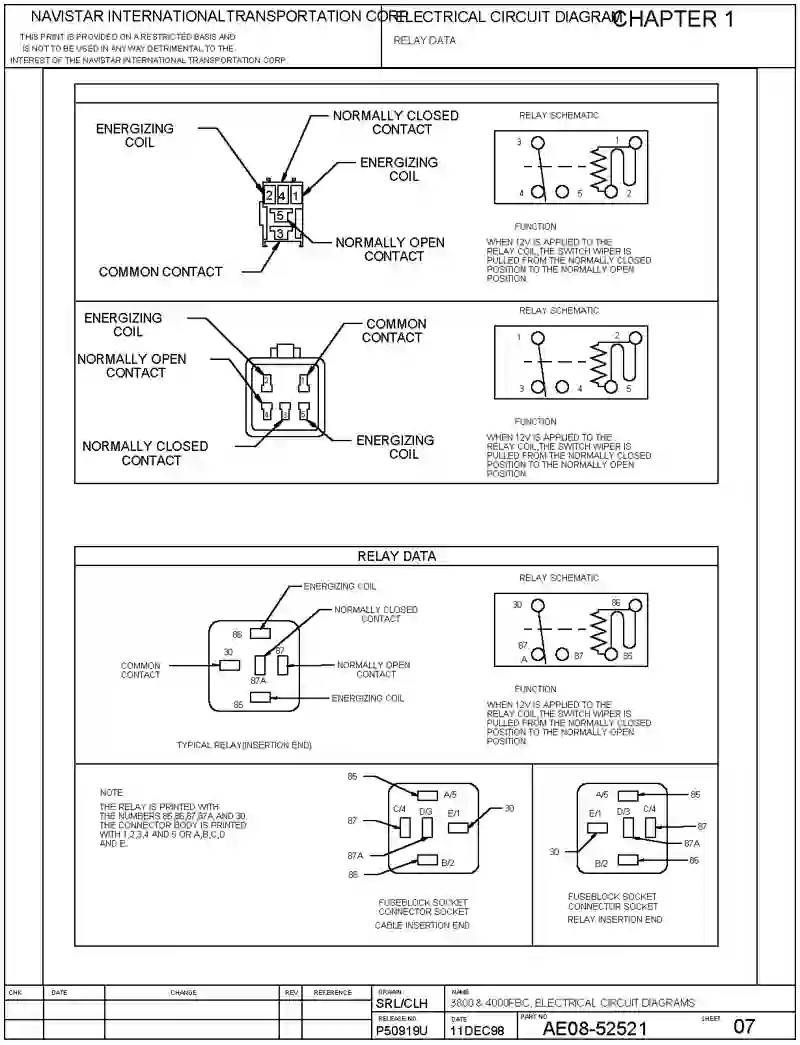 NAVISTAR INTERNATIONAL TRANSPORTATION CORP.
THIS PRINT IS PROVIDED ON A RESTRICTED BASIS AND
IS NOT TO BE USED IN ANY WAY DETRIMENTAL TO THE
INTEREST OF THE NAVISTAR INTERNATIONAL TRANSPORTATION CORP.
ELECTRICAL CIRCUIT DIAGRAM
CHAPTER 1
RELAY DATA
ENERGIZING
COIL
NORMALLY CLOSED
CONTACT
ENERGIZING
COIL
2 4 1
5
3
NORMALLY OPEN
CONTACT
COMMON CONTACT
RELAY SCHEMATIC
3 1
4 5 2
FUNCTION
WHEN 12V IS APPLIED TO THE
RELAY COIL,THE SWITCH WIPER IS
PULLED FROM THE NORMALLY CLOSED
POSITION TO THE NORMALLY OPEN
POSITION.
ENERGIZING
COIL
COMMON
CONTACT
NORMALLY OPEN
CONTACT
2 1
4 3 5
NORMALLY CLOSED
CONTACT
ENERGIZING
COIL
RELAY SCHEMATIC
1 2
3 4 5
FUNCTION
WHEN 12V IS APPLIED TO THE
RELAY COIL,THE SWITCH WIPER IS
PULLED FROM THE NORMALLY CLOSED
POSITION TO THE NORMALLY OPEN
POSITION.
RELAY DATA
ENERGIZING COIL
NORMALLY CLOSED
CONTACT
86
30 87
87A
85
COMMON
CONTACT
NORMALLY OPEN
CONTACT
ENERGIZING COIL
TYPICAL RELAY(INSERTION END)
RELAY SCHEMATIC
30 86
87
A 87 85
FUNCTION
WHEN 12V IS APPLIED TO THE
RELAY COIL,THE SWITCH WIPER IS
PULLED FROM THE NORMALLY CLOSED
POSITION TO THE NORMALLY OPEN
POSITION.
NOTE
THE RELAY IS PRINTED WITH
THE NUMBERS 85,86,87,87A,AND 30.
THE CONNECTOR BODY IS PRINTED
WITH 1,2,3,4 AND 5 OR A,B,C,D
AND E.
85
A/5
C/4 D/3 E/1
30
87
87A
B/2
86
FUSEBLOCK SOCKET
CONNECTOR SOCKET
CABLE INSERTION END
A/5 85
E/1 D/3 C/4
87
87A
30
B/2 86
FUSEBLOCK SOCKET
CONNECTOR SOCKET
RELAY INSERTION END
CHK DATE CHANGE REV REFERENCE
DRAWN
SRL/CLH
NAME
3800 & 4000FBC, ELECTRICAL CIRCUIT DIAGRAMS
RELEASE NO.
P50919U
DATE
11DEC98
PART NO.
AE08-52521
SHEET 07